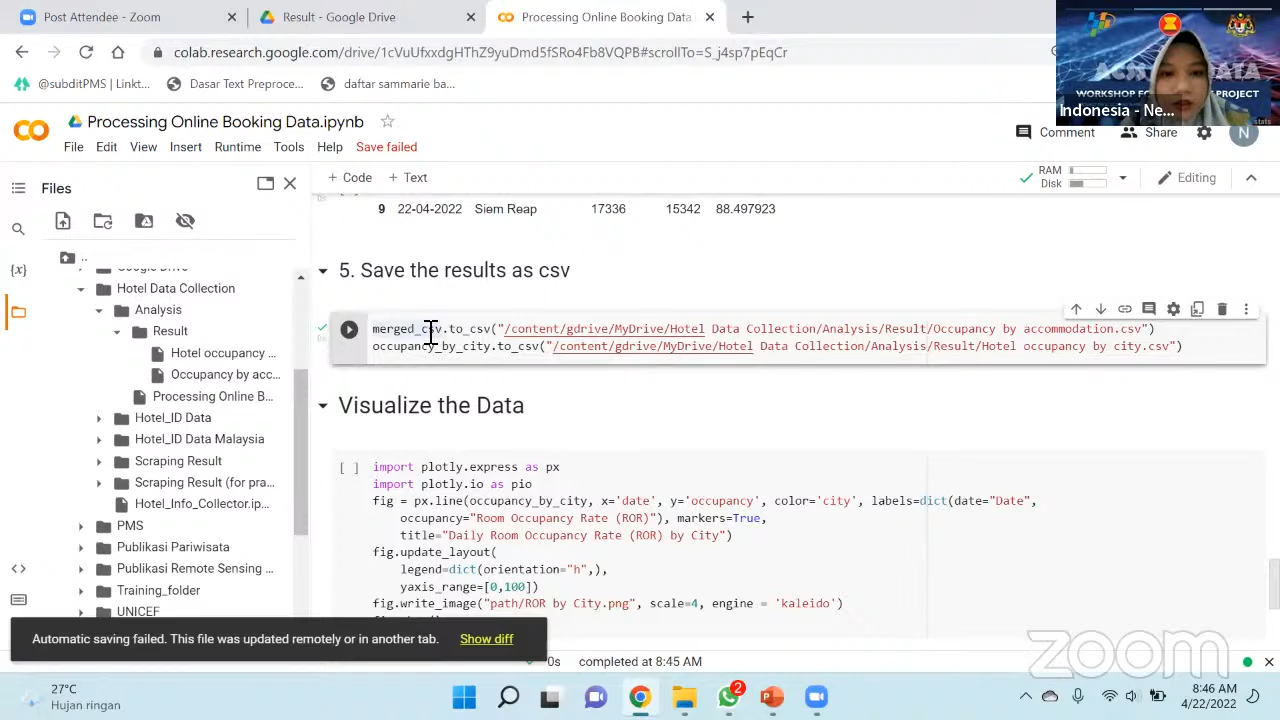 Post Attendee - Zoom
Result - Google
Online Booking Data
colab.research.google.com/drive/
@subditPMS | Linkt...
Dasar Text Preproce...
dasar sammarie ba...
WORKSHOP
PROJECT
Indonesia - Ne...
stats
Processing Online Booking Data.ipynb
File Edit View Insert Runtime Tools Help Save failed
Comment Share N
Files
+ Code + Text
RAM
Disk
Editing
9 22-04-2022 Siem Reap 17336 15342 88.497923
{x}
..
Hotel Data Collection
Analysis
Result
Hotel occupancy ...
Occupancy by acc...
Processing Online B...
Hotel_ID Data
Hotel_ID Data Malaysia
Scraping Result
Scraping Result (for pra...
Hotel_Info_Collector.ip...
PMS
Publikasi Pariwisata
Publikasi Remote Sensing ...
Training_folder
UNICEF
5. Save the results as csv
merged_csv.to_csv("/content/gdrive/MyDrive/Hotel Data Collection/Analysis/Result/Occupancy by accommodation.csv")
occupancy_by_city.to_csv("/content/gdrive/MyDrive/Hotel Data Collection/Analysis/Result/Hotel occupancy by city.csv")
Visualize the Data
[ ] import plotly.express as px
import plotly.io as pio
fig = px.line(occupancy_by_city, x='date', y='occupancy', color='city', labels=dict(date="Date",
occupancy="Room Occupancy Rate (ROR)"), markers=True,
title="Daily Room Occupancy Rate (ROR) by City")
fig.update_layout(
legend=dict(orientation="h",),
yaxis_range=[0,100])
fig.write_image("path/ROR by City.png", scale=4, engine = 'kaleido')
Automatic saving failed. This file was updated remotely or in another tab. Show diff
0s completed at 8:45 AM
zoom
27°C
Hujan ringan
2
8:46 AM
4/22/2022